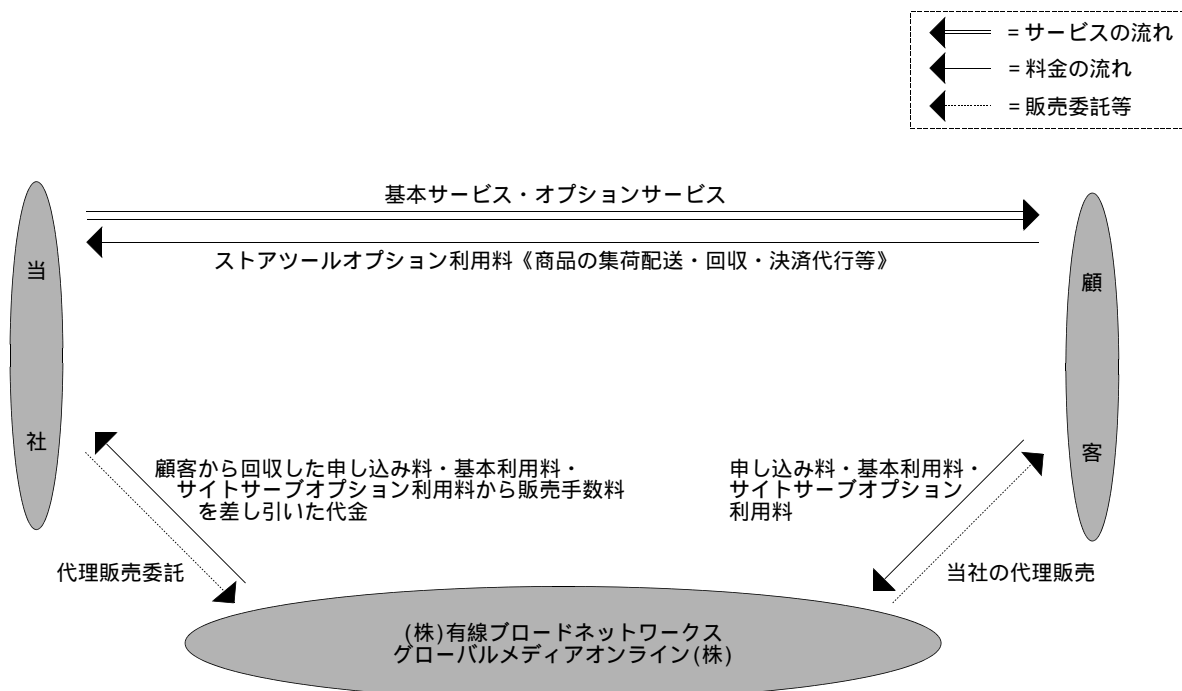 =サービスの流れ
=料金の流れ
=販売委託等
基本サービス・オプションサービス
ストアツールオプション利用料《商品の集荷配送・回収・決済代行等》
当
社
顧
客
顧客から回収した申し込み料・基本利用料・
サイトサーブオプション利用料から販売手数料
を差し引いた代金
申し込み料・基本利用料・
サイトサーブオプション
利用料
代理販売委託
当社の代理販売
(株)有線ブロードネットワークス
グローバルメディアオンライン(株)